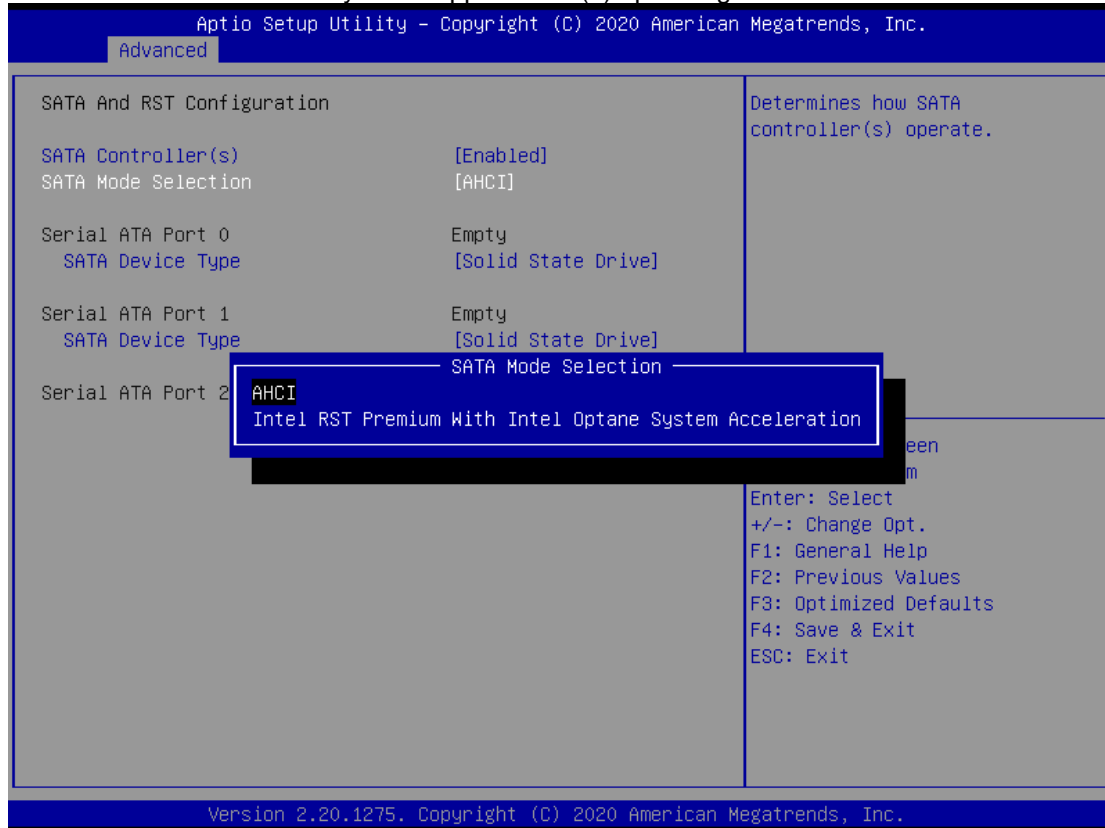 Aptio Setup Utility – Copyright (C) 2020 American Megatrends, Inc.
Advanced
SATA And RST Configuration
SATA Controller(s) [Enabled]
SATA Mode Selection [AHCI]
Serial ATA Port 0 Empty
SATA Device Type [Solid State Drive]
Serial ATA Port 1 Empty
SATA Device Type [Solid State Drive]
Serial ATA Port 2
SATA Mode Selection
AHCI
Intel RST Premium With Intel Optane System Acceleration
Determines how SATA
controller(s) operate.
Enter: Select
+/-: Change Opt.
F1: General Help
F2: Previous Values
F3: Optimized Defaults
F4: Save & Exit
ESC: Exit
Version 2.20.1275. Copyright (C) 2020 American Megatrends, Inc.